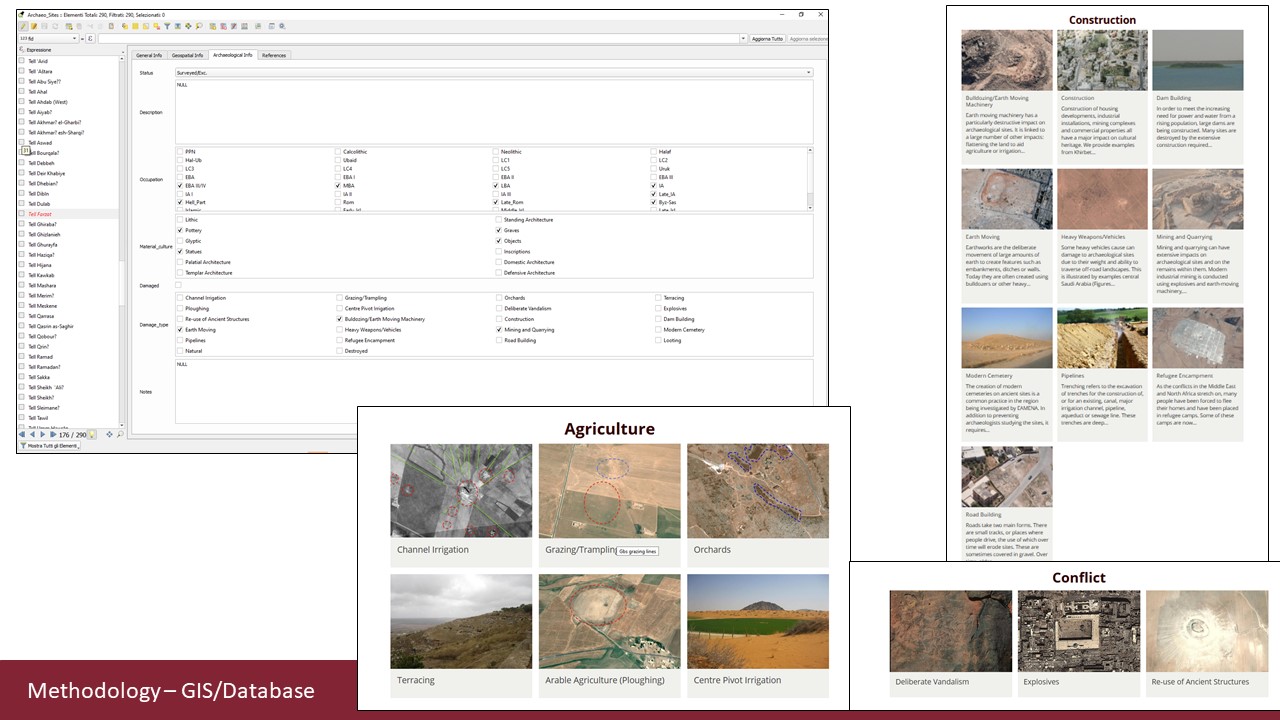 Archaeo_Sites :: Elementi Totali: 290, Filtrati: 290, Selezionati: 0
123 fid
Aggiorna Tutto
Aggiorna selezione
Expressione
Tell 'Arid
Tell 'Attara
Tell Abu Siya??
Tell Ahal
Tell Ahdab (West)
Tell Aiyab?
Tell Akhmar? el-Gharbi?
Tell Akhmar? esh-Sharqi?
Tell Aswad
Tell Bourqala?
Tell Debbeh
Tell Deir Khabiye
Tell Dhebian?
Tell Dibin
Tell Dulab
Tell Farzat
Tell Ghiraba?
Tell Ghizlanieh
Tell Ghurayfa
Tell Haziqa?
Tell Hijana
Tell Kawkab
Tell Mashara
Tell Merim?
Tell Meskene
Tell Qanasa
Tell Qasrin as-Saghir
Tell Qobour?
Tell Qrin?
Tell Ramad
Tell Ramadan?
Tell Sakka
Tell Sheikh 'Ali?
Tell Sheikh?
Tell Sleimane?
Tell Tawil
176 / 290
Mostra Tutti gli Elementi
General Info
Geospatial Info
Archaeological Info
References
Status
Surveyed/Exc.
Description
NULL
Occupation
PPN
Calcolithic
Neolithic
Halaf
Hal-Ub
Ubaid
LC1
LC2
LC3
LC4
LC5
Uruk
EBA
EBA I
EBA II
EBA III
EBA III/IV
MBA
LBA
IA
IA I
IA II
IA III
Late_IA
Hell_Part
Rom
Late_Rom
Byz-Sas
Material_culture
Lithic
Standing Architecture
Pottery
Graves
Glyptic
Objects
Statues
Inscriptions
Palatial Architecture
Domestic Architecture
Templar Architecture
Defensive Architecture
Damaged
Damage_type
Channel Irrigation
Grazing/Trampling
Orchards
Terracing
Ploughing
Centre Pivot Irrigation
Deliberate Vandalism
Explosives
Re-use of Ancient Structures
Buldozing/Earth Moving Machinery
Construction
Dam Building
Earth Moving
Heavy Weapons/Vehicles
Mining and Quarrying
Modern Cemetery
Pipelines
Refugee Encampment
Road Building
Looting
Natural
Destroyed
Notes
NULL
Construction
Bulldozing/Earth Moving
Machinery
Earth moving machinery has a
particularly destructive impact on
archaeological sites. It is linked to
a large number of other impacts:
flattening the land to aid
agriculture or irrigation...
Construction
Construction of housing
developments, industrial
installations, mining complexes
and commercial properties all
have a major impact on cultural
heritage. We provide examples
from Khirbet...
Dam Building
In order to meet the increasing
need for power and water from a
rising population, large dams are
being constructed. Many sites are
destroyed by the extensive
construction required...
Earth Moving
Earthworks are the deliberate
movement of large amounts of
earth to create features such as
embankments, ditches or walls.
Today they are often created using
bulldozers or other heavy...
Heavy Weapons/Vehicles
Some heavy vehicles cause can
damage to archaeological sites
due to their weight and ability to
traverse off-road landscapes. This
is illustrated by examples central
Saudi Arabia (Figures...
Mining and Quarrying
Mining and quarrying can have
extensive impacts on
archaeological sites and on the
remains within them. Modern
industrial mining is conducted
using explosives and earth-moving
machinery,...
Modern Cemetery
The creation of modern
cemeteries on ancient sites is a
common practice in the region
being investigated by EAMENA. In
addition to preventing
archaeologists studying the sites, it
requires...
Pipelines
Trenching refers to the excavation
of trenches for the construction of,
or for an existing, canal, major
irrigation channel, pipeline,
aqueduct or sewage line. These
trenches are deep...
Refugee Encampment
As the conflicts in the Middle East
and North Africa stretch on, many
people have been forced to flee
their homes and have been placed
in refugee camps. Some of these
camps are now...
Road Building
Roads take two main forms. There
are small tracks, or places where
people drive, the use of which over
time will erode sites. These are
sometimes covered in gravel. Over
Agriculture
Channel Irrigation
Grazing/Trampling
Gbs grazing lines
Orchards
Terracing
Arable Agriculture (Ploughing)
Centre Pivot Irrigation
Conflict
Deliberate Vandalism
Explosives
Re-use of Ancient Structures
Methodology – GIS/Database